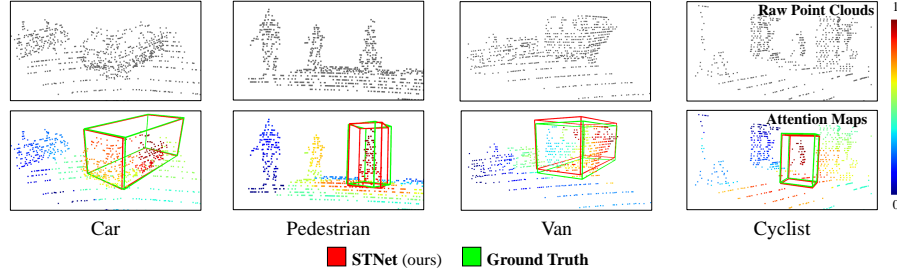 Raw Point Clouds
1
Attention Maps
0
Car
Pedestrian
Van
Cyclist
STNet (ours)
Ground Truth